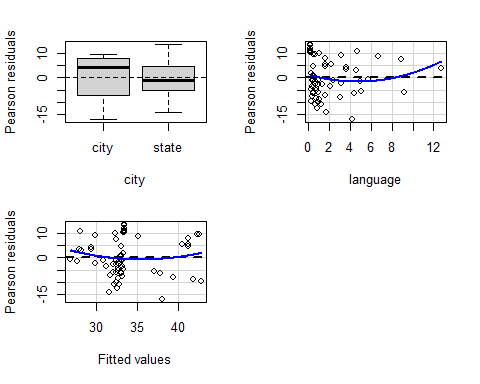 Pearson residuals
10
0
-15
city
state
city
Pearson residuals
10
0
-15
0
2
4
6
8
12
language
Pearson residuals
10
0
-15
30
35
40
Fitted values